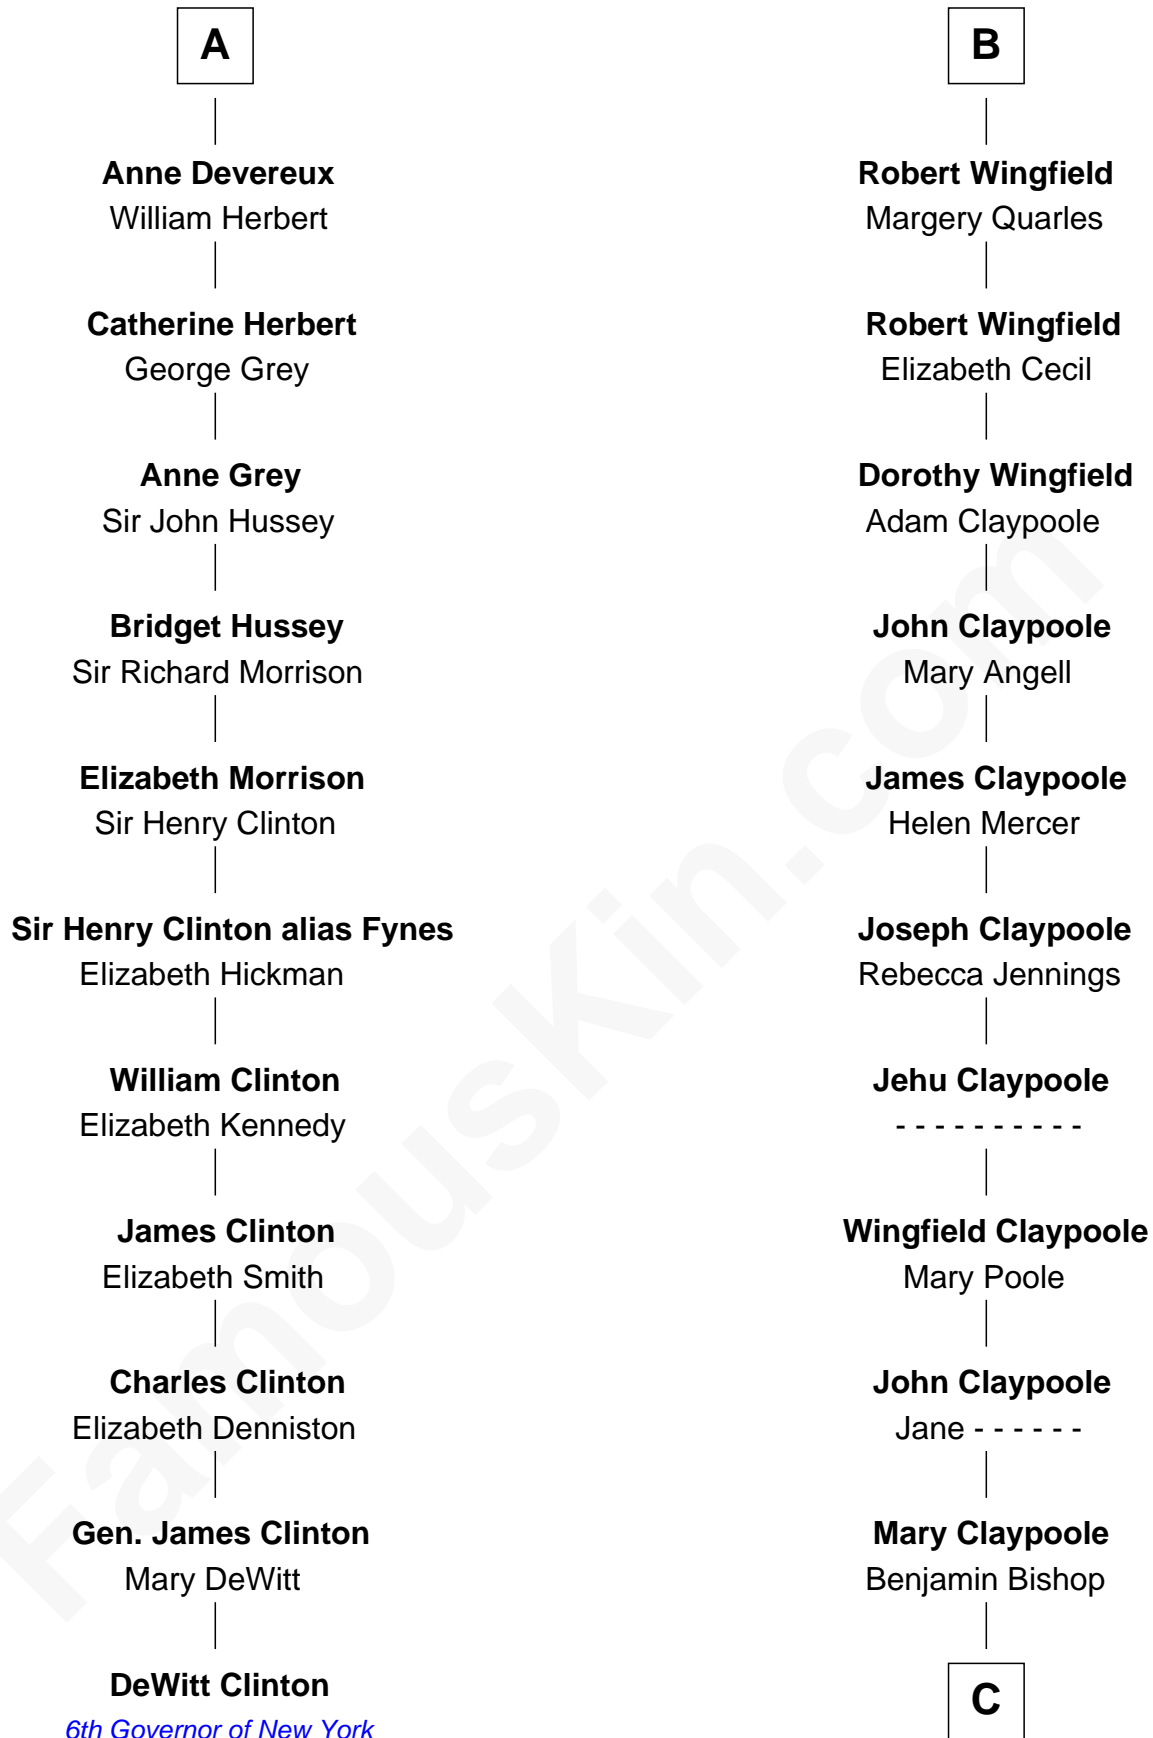 A
Anne Devereux
William Herbert
Catherine Herbert
George Grey
Anne Grey
Sir John Hussey
Bridget Hussey
Sir Richard Morrison
Elizabeth Morrison
Sir Henry Clinton
Sir Henry Clinton alias Fynes
Elizabeth Hickman
William Clinton
Elizabeth Kennedy
James Clinton
Elizabeth Smith
Charles Clinton
Elizabeth Denniston
Gen. James Clinton
Mary DeWitt
DeWitt Clinton
6th Governor of New York
B
Robert Wingfield
Margery Quarles
Robert Wingfield
Elizabeth Cecil
Dorothy Wingfield
Adam Claypoole
John Claypoole
Mary Angell
James Claypoole
Helen Mercer
Joseph Claypoole
Rebecca Jennings
Jehu Claypoole
- - - - - - - - - -
Wingfield Claypoole
Mary Poole
John Claypoole
Jane - - - - - -
Mary Claypoole
Benjamin Bishop
C
FamousKin.com